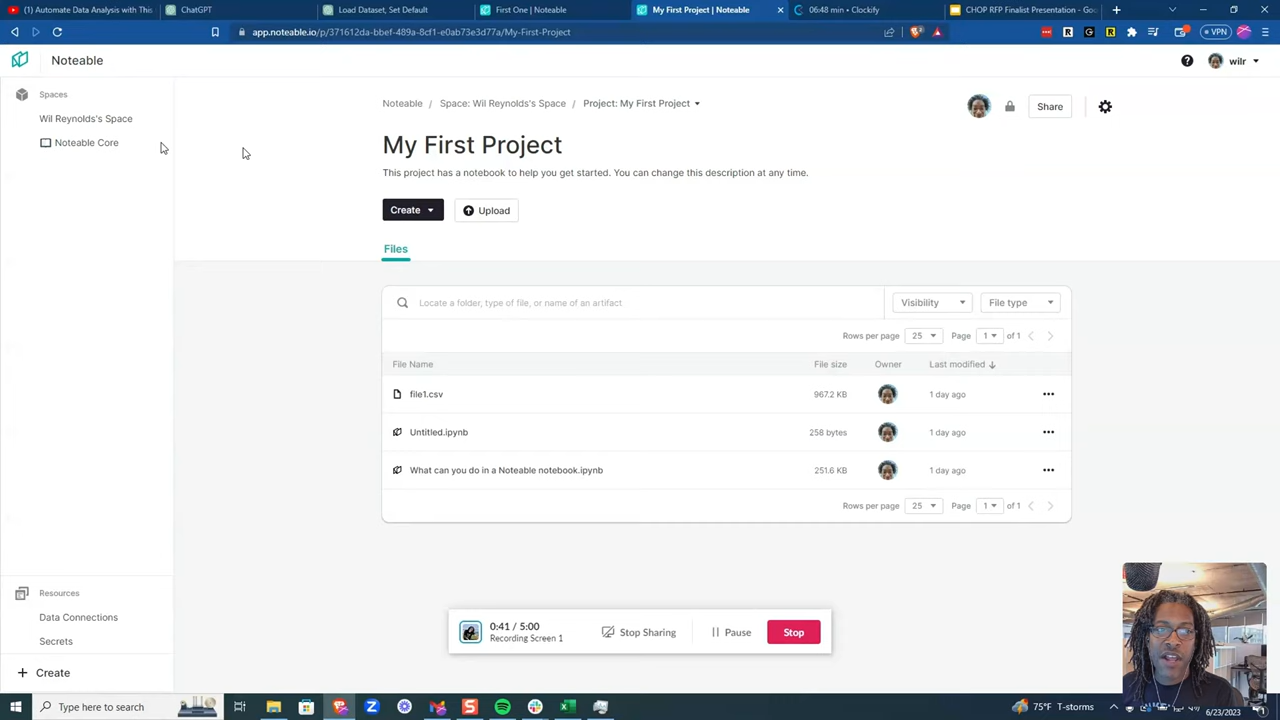 (1) Automate Data Analysis with This
ChatGPT
Load Dataset, Set Default
First One | Noteable
My First Project | Noteable
06:48 min • Clockify
CHOP RFP Finalist Presentation - Goo
app.noteable.io/p/371612da-bbef-489a-8cf1-e0ab73e3d77a/My-First-Project
VPN
Noteable
wilr
Spaces
Wil Reynolds's Space
Noteable Core
Noteable / Space: Wil Reynolds's Space / Project: My First Project
Share
My First Project
This project has a notebook to help you get started. You can change this description at any time.
Create
Upload
Files
Locate a folder, type of file, or name of an artifact
Visibility
File type
Rows per page 25 Page 1 of 1
File Name File size Owner Last modified
file1.csv 967.2 KB 1 day ago
Untitled.ipynb 258 bytes 1 day ago
What can you do in a Noteable notebook.ipynb 251.6 KB 1 day ago
Rows per page 25 Page 1 of 1
Resources
Data Connections
Secrets
Create
0:41 / 5:00
Recording Screen 1
Stop Sharing
Pause
Stop
Type here to search
75°F T-storms
4:18 PM
6/23/2023